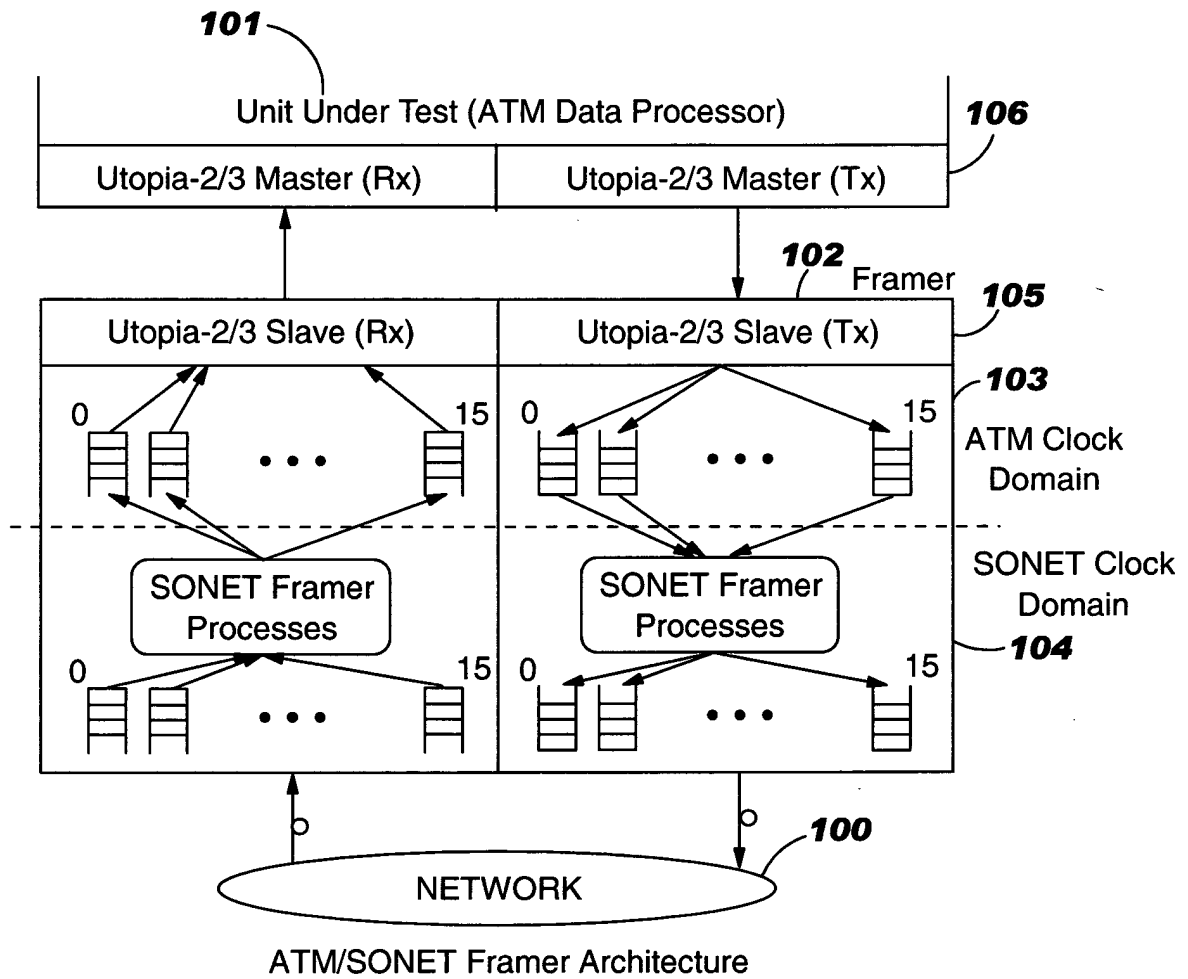 101
Unit Under Test (ATM Data Processor)
106
Utopia-2/3 Master (Rx)
Utopia-2/3 Master (Tx)
102
Framer
105
Utopia-2/3 Slave (Rx)
Utopia-2/3 Slave (Tx)
103
0
15
0
15
ATM Clock
Domain
SONET Framer
Processes
SONET Framer
Processes
SONET Clock
Domain
104
0
15
0
15
100
NETWORK
ATM/SONET Framer Architecture